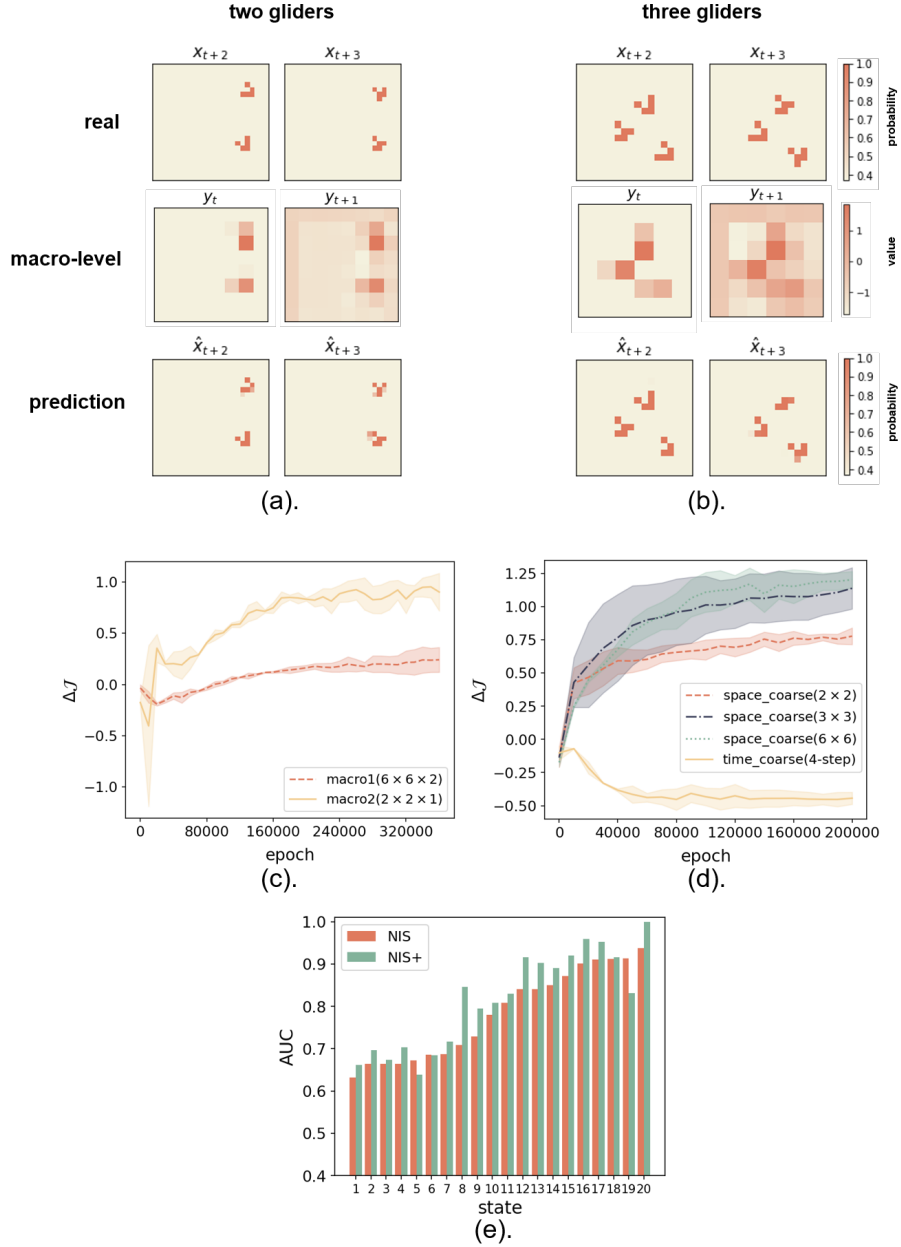 two gliders
three gliders
x_{t+2}
x_{t+3}
x_{t+2}
x_{t+3}
real
1.0
0.9
0.8
0.7
0.6
0.5
0.4
probability
y_t
y_{t+1}
y_t
y_{t+1}
macro-level
1
0
−1
value
x̂_{t+2}
x̂_{t+3}
x̂_{t+2}
x̂_{t+3}
prediction
1.0
0.9
0.8
0.7
0.6
0.5
0.4
probability
(a).
(b).
1.0
0.5
0.0
−0.5
−1.0
ΔJ
macro1(6 × 6 × 2)
macro2(2 × 2 × 1)
0 80000 160000 240000 320000
epoch
(c).
1.25
1.00
0.75
0.50
0.25
0.00
−0.25
−0.50
ΔJ
space_coarse(2 × 2)
space_coarse(3 × 3)
space_coarse(6 × 6)
time_coarse(4-step)
0 40000 80000 120000 160000 200000
epoch
(d).
1.0
0.9
0.8
0.7
0.6
0.5
0.4
AUC
NIS
NIS+
1 2 3 4 5 6 7 8 9 10 11 12 13 14 15 16 17 18 19 20
state
(e).